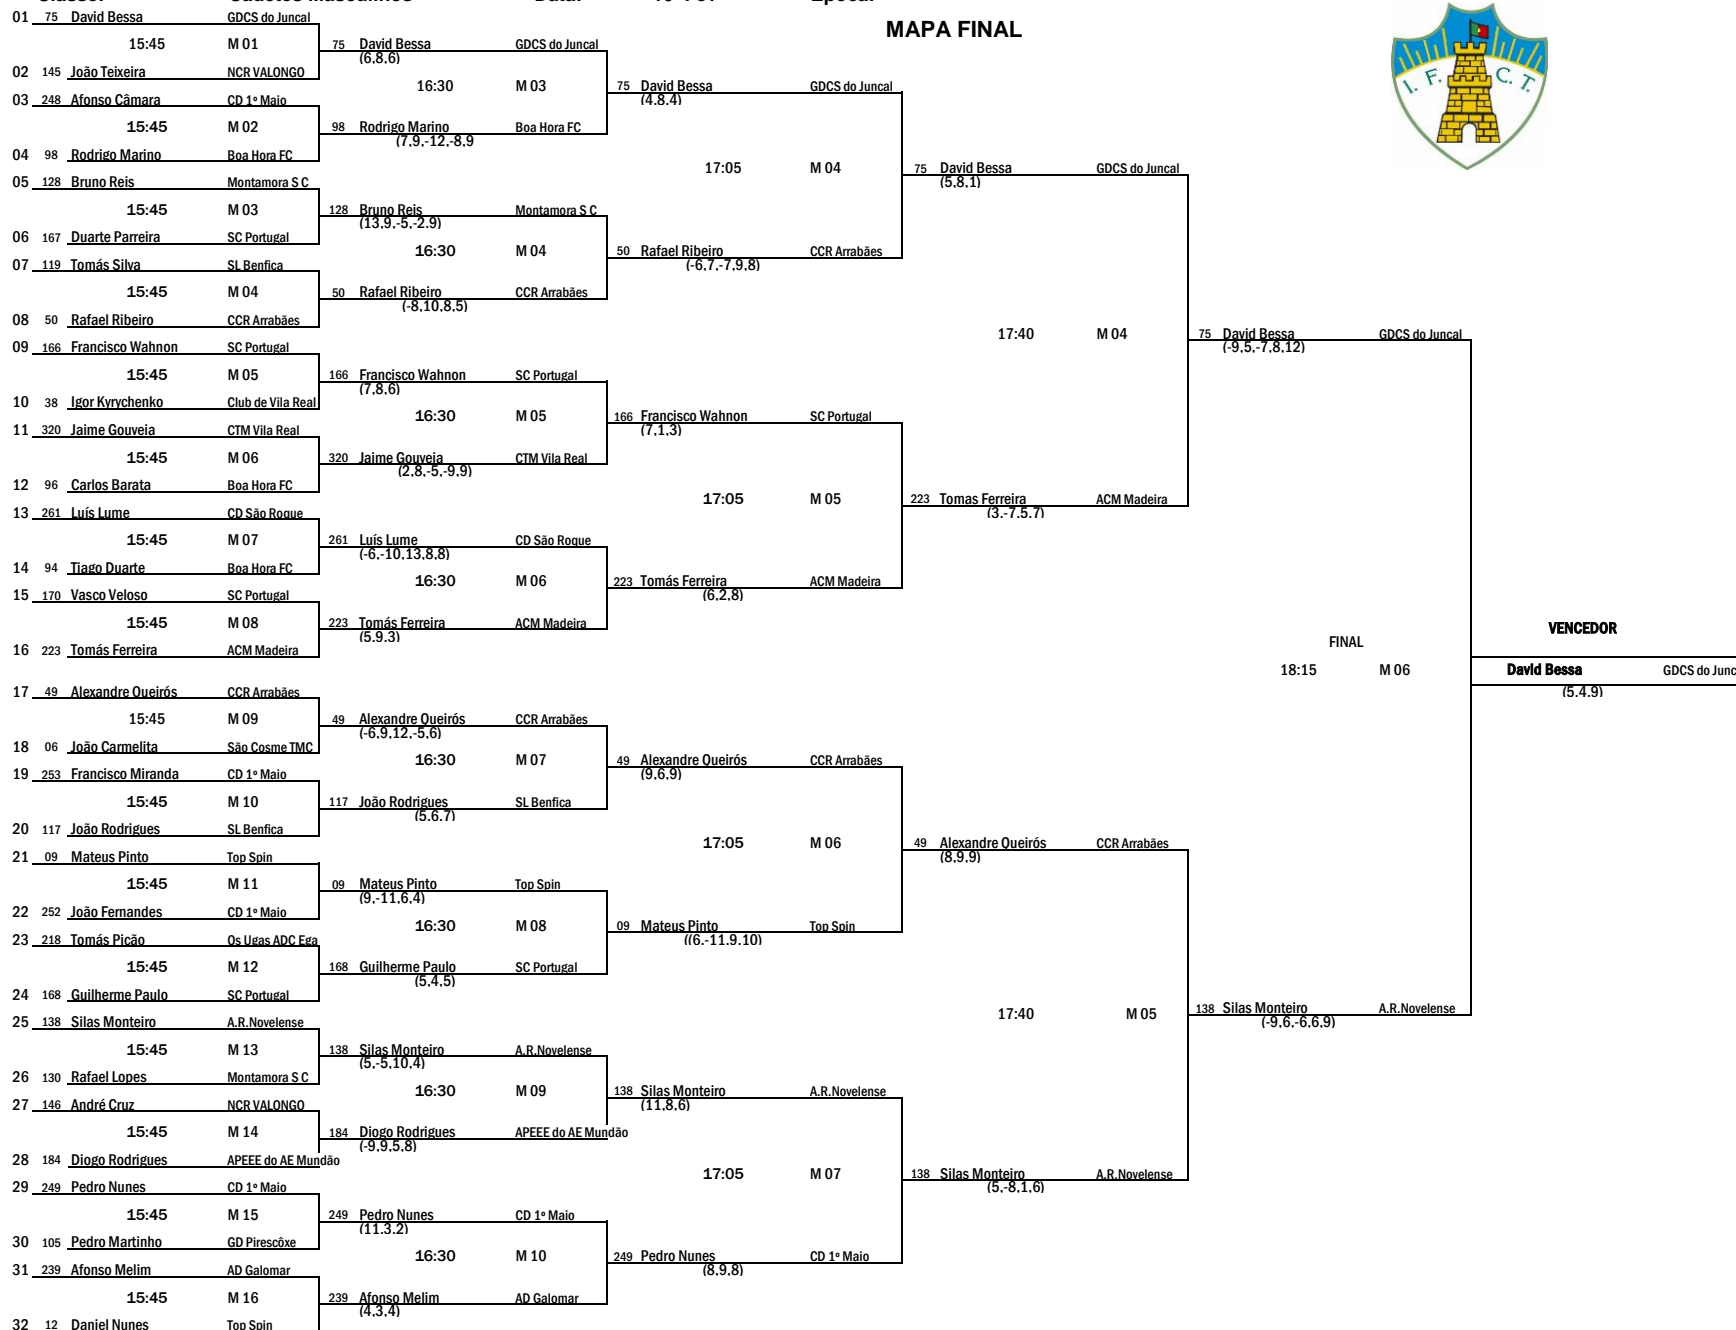 MAPA FINAL
I. F. C. T.
01 75 David Bessa GDCS do Juncal
15:45 M 01
02 145 João Teixeira NCR VALONGO
03 248 Afonso Câmara CD 1º Maio
15:45 M 02
04 98 Rodrigo Marino Boa Hora FC
05 128 Bruno Reis Montamora S C
15:45 M 03
06 167 Duarte Parreira SC Portugal
07 119 Tomás Silva SL Benfica
15:45 M 04
08 50 Rafael Ribeiro CCR Arrabães
09 166 Francisco Wahnon SC Portugal
15:45 M 05
10 38 Igor Kyrychenko Club de Vila Real
11 320 Jaime Gouveia CTM Vila Real
15:45 M 06
12 96 Carlos Barata Boa Hora FC
13 261 Luís Lume CD São Roque
15:45 M 07
14 94 Tiago Duarte Boa Hora FC
15 170 Vasco Veloso SC Portugal
15:45 M 08
16 223 Tomás Ferreira ACM Madeira
17 49 Alexandre Queirós CCR Arrabães
15:45 M 09
18 06 João Carmelita São Cosme TMC
19 253 Francisco Miranda CD 1º Maio
15:45 M 10
20 117 João Rodrigues SL Benfica
21 09 Mateus Pinto Top Spin
15:45 M 11
22 252 João Fernandes CD 1º Maio
23 218 Tomás Picão Os Ugas ADC Ega
15:45 M 12
24 168 Guilherme Paulo SC Portugal
25 138 Silas Monteiro A.R.Novelense
15:45 M 13
26 130 Rafael Lopes Montamora S C
27 146 André Cruz NCR VALONGO
15:45 M 14
28 184 Diogo Rodrigues APEEE do AE Mundão
29 249 Pedro Nunes CD 1º Maio
15:45 M 15
30 105 Pedro Martinho GD Pirescôxe
31 239 Afonso Melim AD Galomar
15:45 M 16
32 12 Daniel Nunes Top Spin
75 David Bessa GDCS do Juncal
(6,8,6)
16:30 M 03
98 Rodrigo Marino Boa Hora FC
(7,9,-12,-8,9
128 Bruno Reis Montamora S C
(13,9,-5,-2.9)
16:30 M 04
50 Rafael Ribeiro CCR Arrabães
(-8,10,8,5)
166 Francisco Wahnon SC Portugal
(7,8,6)
16:30 M 05
320 Jaime Gouveia CTM Vila Real
(2,8,-5,-9,9)
261 Luís Lume CD São Roque
(-6,-10,13,8,8)
16:30 M 06
223 Tomás Ferreira ACM Madeira
(5,9,3)
49 Alexandre Queirós CCR Arrabães
(-6,9,12,-5,6)
16:30 M 07
117 João Rodrigues SL Benfica
(5,6,7)
09 Mateus Pinto Top Spin
(9,-11,6,4)
16:30 M 08
168 Guilherme Paulo SC Portugal
(5,4,5)
138 Silas Monteiro A.R.Novelense
(5,-5,10,4)
16:30 M 09
184 Diogo Rodrigues APEEE do AE Mundão
(-9,9,5,8)
249 Pedro Nunes CD 1º Maio
(11,3,2)
16:30 M 10
239 Afonso Melim AD Galomar
(4,3,4)
75 David Bessa GDCS do Juncal
(4,8,4)
17:05 M 04
50 Rafael Ribeiro CCR Arrabães
(-6,7,-7,9,8)
166 Francisco Wahnon SC Portugal
(7,1,3)
17:05 M 05
223 Tomás Ferreira ACM Madeira
(6,2,8)
49 Alexandre Queirós CCR Arrabães
(9,6,9)
17:05 M 06
09 Mateus Pinto Top Spin
((6,-11,9,10)
138 Silas Monteiro A.R.Novelense
(11,8,6)
17:05 M 07
249 Pedro Nunes CD 1º Maio
(8,9,8)
75 David Bessa GDCS do Juncal
(5,8,1)
17:40 M 04
223 Tomas Ferreira ACM Madeira
(3,-7,5,7)
49 Alexandre Queirós CCR Arrabães
(8,9,9)
17:40 M 05
138 Silas Monteiro A.R.Novelense
(5,-8,1,6)
75 David Bessa GDCS do Juncal
(-9,5,-7,8,12)
FINAL
18:15 M 06
138 Silas Monteiro A.R.Novelense
(-9,6,-6,6,9)
VENCEDOR
David Bessa GDCS do Junc
(5,4,9)